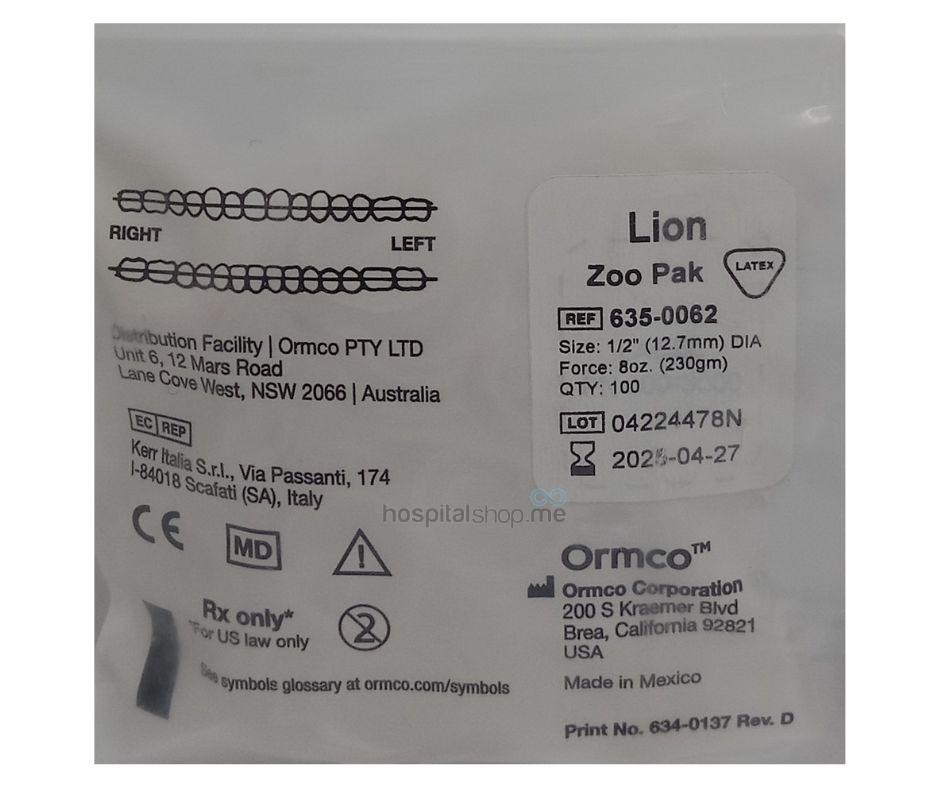 RIGHT
LEFT
Distribution Facility | Ormco PTY LTD
Unit 6, 12 Mars Road
Lane Cove West, NSW 2066 | Australia
EC REP
Kerr Italia S.r.l., Via Passanti, 174
I-84018 Scafati (SA), Italy
CE
MD
!
Rx only*
*For US law only
2
See symbols glossary at ormco.com/symbols
Lion
Zoo Pak
LATEX
REF 635-0062
Size: 1/2" (12.7mm) DIA
Force: 8oz. (230gm)
QTY: 100
LOT 04224478N
hospitalshop.me
Ormco™
Ormco Corporation
200 S Kraemer Blvd
Brea, California 92821
USA
Made in Mexico
Print No. 634-0137 Rev. D